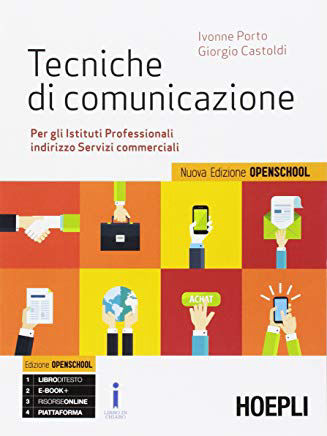 Ivonne Porto
Giorgio Castoldi
Tecniche
di comunicazione
Per gli Istituti Professionali
indirizzo Servizi commerciali
Nuova Edizione OPENSCHOOL
ACHAT
Edizione OPENSCHOOL
1 LIBRODITESTO
2 E-BOOK+
3 RISORSEONLINE
4 PIATTAFORMA
LIBRO IN CHIARO
HOEPLI